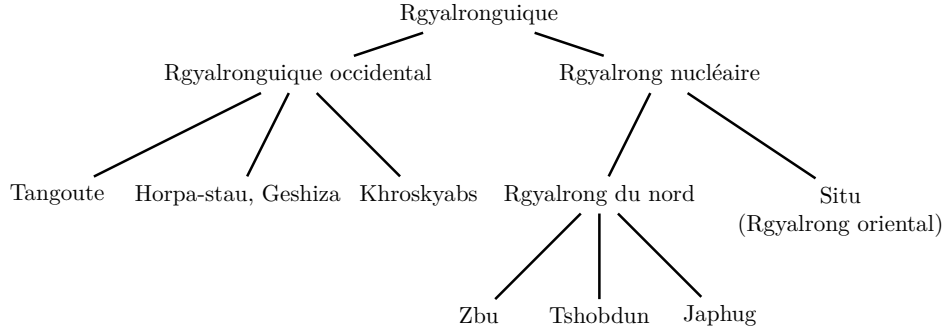 Rgyalronguique
Rgyalronguique occidental
Rgyalrong nucléaire
Tangoute
Horpa-stau, Geshiza
Khroskyabs
Rgyalrong du nord
Situ
(Rgyalrong oriental)
Zbu
Tshobdun
Japhug